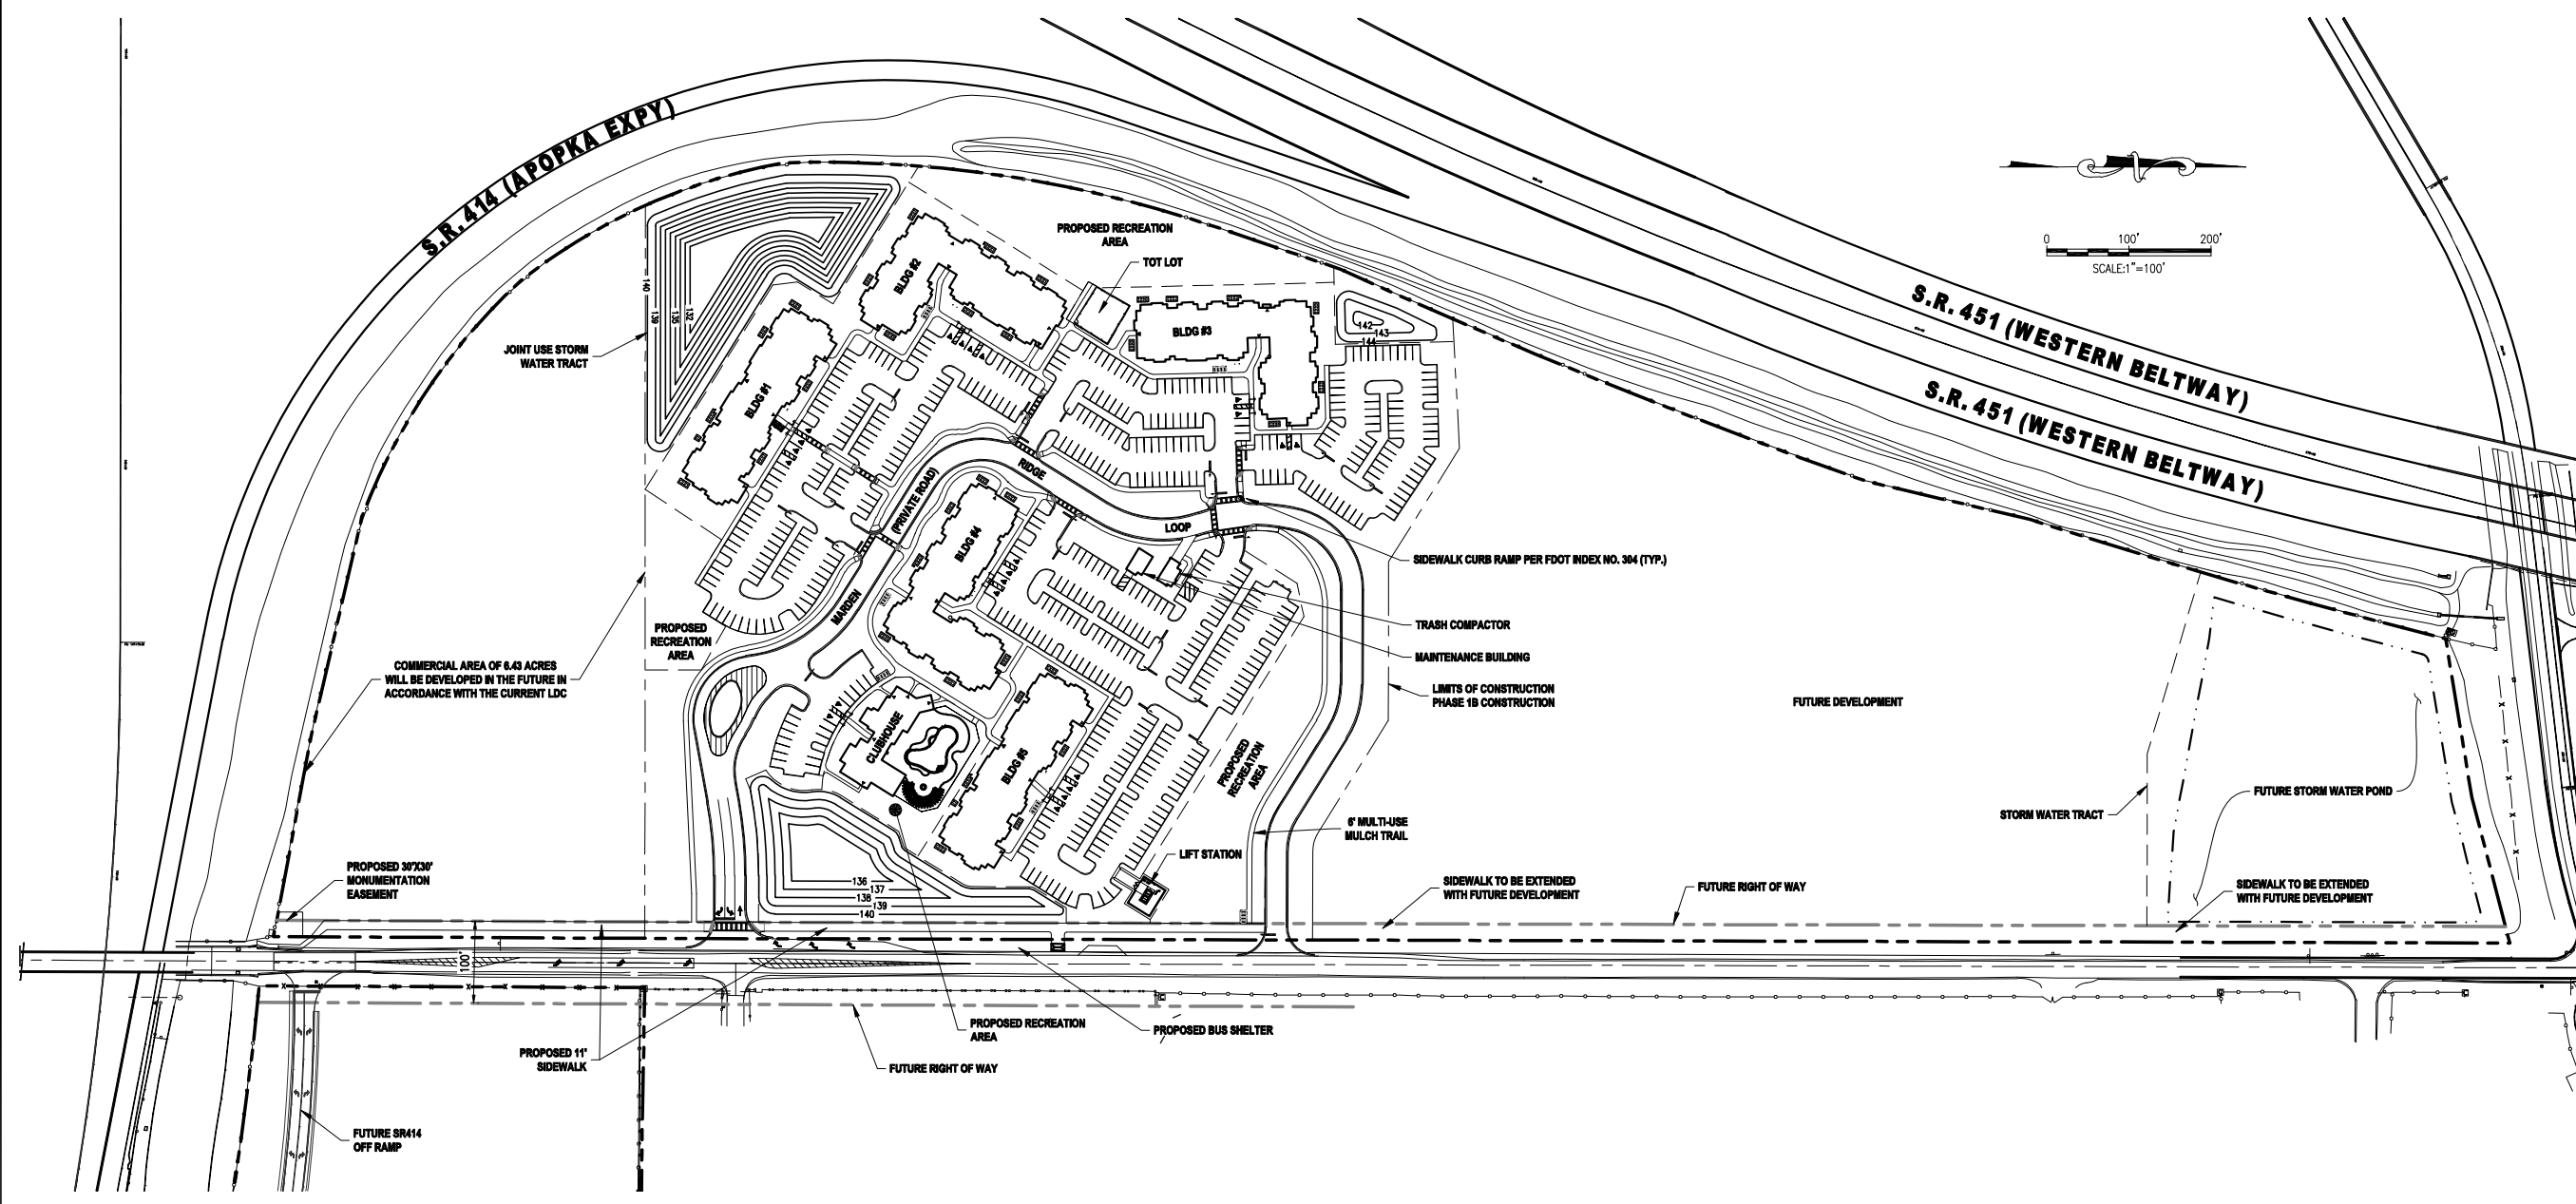 S.R. 414 (APOPKA EXPY)
PROPOSED RECREATION
AREA
TOT LOT
0 100' 200'
SCALE:1"=100'
S.R. 451 (WESTERN BELTWAY)
S.R. 451 (WESTERN BELTWAY)
BLDG #2
BLDG #3
142
143
144
140
139
135
132
JOINT USE STORM
WATER TRACT
BLDG #1
RIDGE
(PRIVATE ROAD)
LOOP
BLDG #4
MARDEN
SIDEWALK CURB RAMP PER FDOT INDEX NO. 304 (TYP.)
TRASH COMPACTOR
MAINTENANCE BUILDING
PROPOSED
RECREATION
AREA
COMMERCIAL AREA OF 6.43 ACRES
WILL BE DEVELOPED IN THE FUTURE IN
ACCORDANCE WITH THE CURRENT LDC
LIMITS OF CONSTRUCTION
PHASE 1B CONSTRUCTION
FUTURE DEVELOPMENT
CLUBHOUSE
BLDG #5
PROPOSED
RECREATION
AREA
FUTURE STORM WATER POND
STORM WATER TRACT
6' MULTI-USE
MULCH TRAIL
LIFT STATION
PROPOSED 30'X30'
MONUMENTATION
EASEMENT
136
137
138
139
140
SIDEWALK TO BE EXTENDED
WITH FUTURE DEVELOPMENT
FUTURE RIGHT OF WAY
SIDEWALK TO BE EXTENDED
WITH FUTURE DEVELOPMENT
100'
PROPOSED RECREATION
AREA
PROPOSED BUS SHELTER
PROPOSED 11'
SIDEWALK
FUTURE RIGHT OF WAY
FUTURE SR414
OFF RAMP